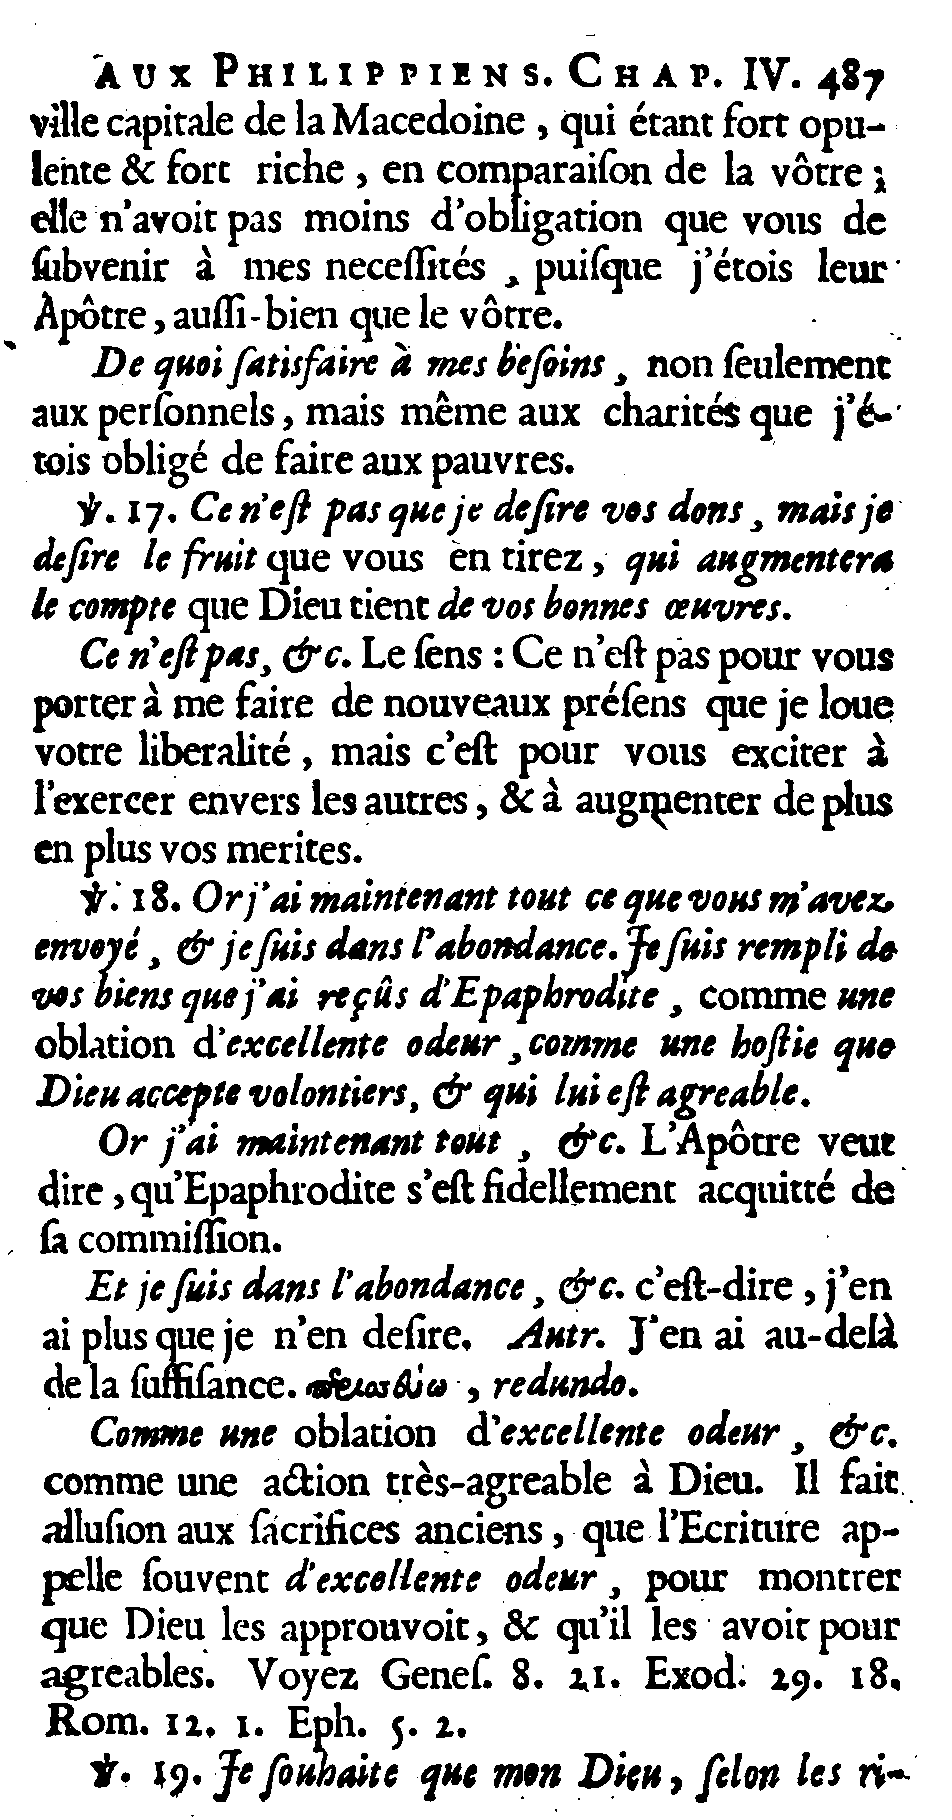 AUX PHILIPPIENS. CHAP. IV. 487
ville capitale de la Macedoine, qui étant fort opu-
lente & fort riche, en comparaiſon de la vôtre;
elle n'avoit pas moins d'obligation que vous de
ſubvenir à mes neceſſités, puiſque j'étois leur
Apôtre, auſſi-bien que le vôtre.
De quoi ſatisfaire à mes beſoins, non ſeulement
aux perſonnels, mais même aux charités que j'é-
tois obligé de faire aux pauvres.
℣. 17. Ce n'eſt pas que je deſire vos dons, mais je
deſire le fruit que vous en tirez, qui augmentera
le compte que Dieu tient de vos bonnes œuvres.
Ce n'eſt pas, &c. Le ſens : Ce n'eſt pas pour vous
porter à me faire de nouveaux préſens que je loue
votre liberalité, mais c'eſt pour vous exciter à
l'exercer envers les autres, & à augmenter de plus
en plus vos merites.
℣. 18. Or j'ai maintenant tout ce que vous m'avez
envoyé, & je ſuis dans l'abondance. Je ſuis rempli de
vos biens que j'ai reçûs d'Epaphrodite, comme une
oblation d'excellente odeur, comme une hoſtie que
Dieu accepte volontiers, & qui lui eſt agreable.
Or j'ai maintenant tout, &c. L'Apôtre veut
dire, qu'Epaphrodite s'eſt fidellement acquitté de
ſa commiſſion.
Et je ſuis dans l'abondance, &c. c'eſt-dire, j'en
ai plus que je n'en deſire. Autr. J'en ai au-delà
de la ſuffiſance. , redundo.
Comme une oblation d'excellente odeur, &c.
comme une action très-agreable à Dieu. Il fait
alluſion aux ſacrifices anciens, que l'Ecriture ap-
pelle ſouvent d'excellente odeur, pour montrer
que Dieu les approuvoit, & qu'il les avoit pour
agreables. Voyez Geneſ. 8. 21. Exod. 29. 18.
Rom. 12. 1. Eph. 5. 2.
℣. 19. Je ſouhaite que mon Dieu, ſelon les ri-